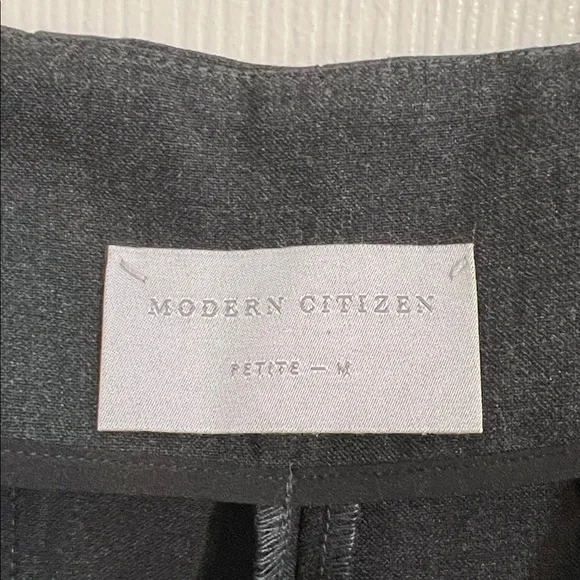 MODERN CITIZEN
PETITE — M